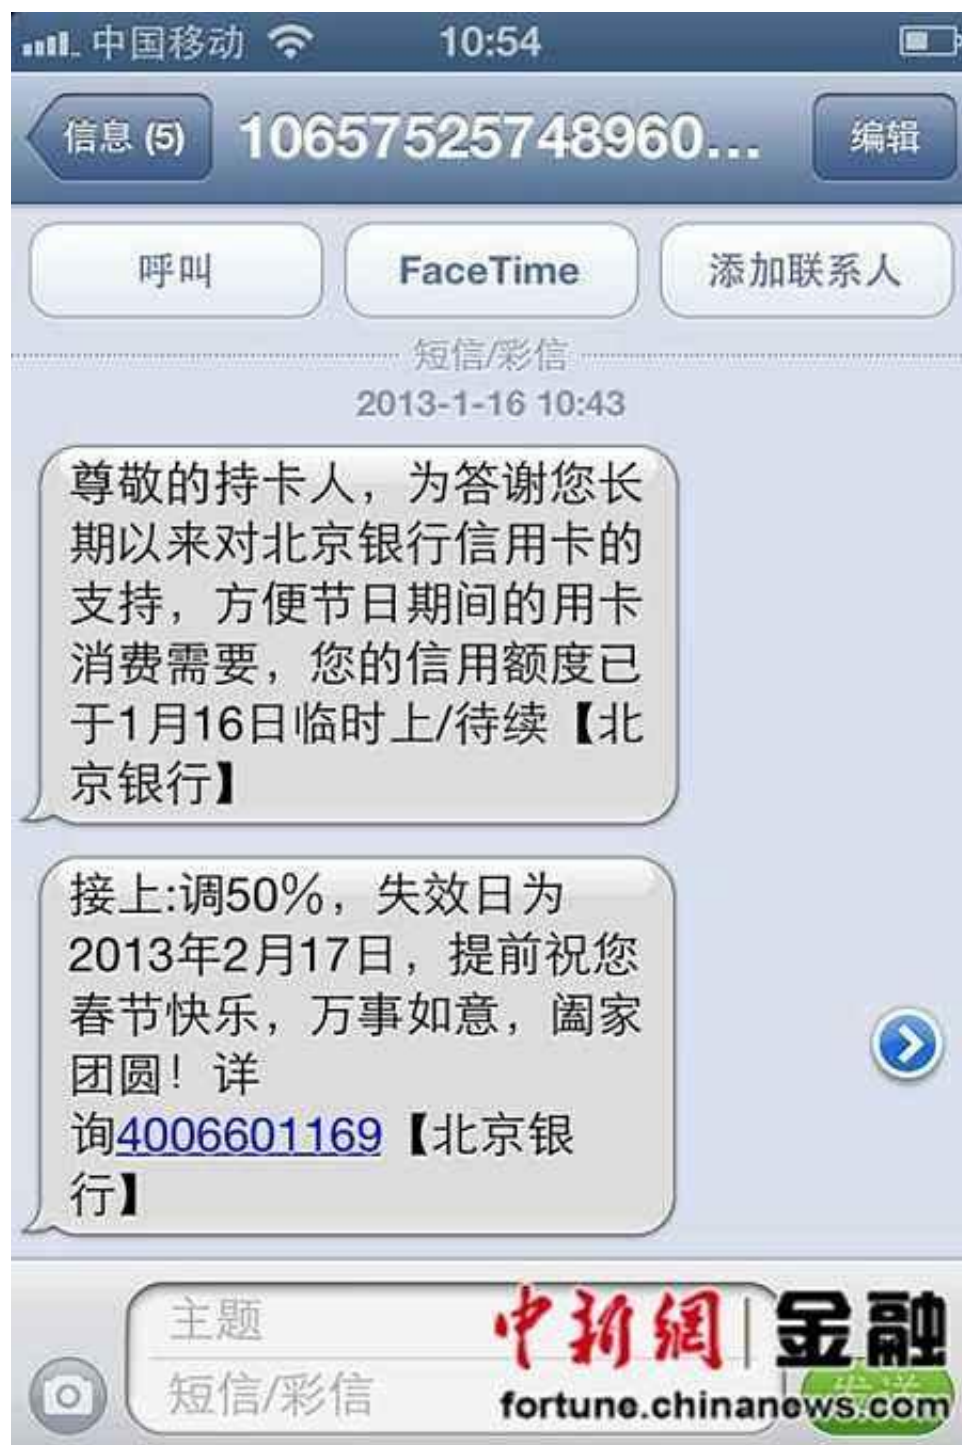 中国移动 10:54
信息 (5) 10657525748960... 编辑
呼叫 FaceTime 添加联系人
短信/彩信
2013-1-16 10:43
尊敬的持卡人，为答谢您长
期以来对北京银行信用卡的
支持，方便节日期间的用卡
消费需要，您的信用额度已
于1月16日临时上/待续【北
京银行】
接上:调50%，失效日为
2013年2月17日，提前祝您
春节快乐，万事如意，阖家
团圆！详
询4006601169【北京银
行】
主题
短信/彩信
中新網 金融
发送
fortune.chinanews.com